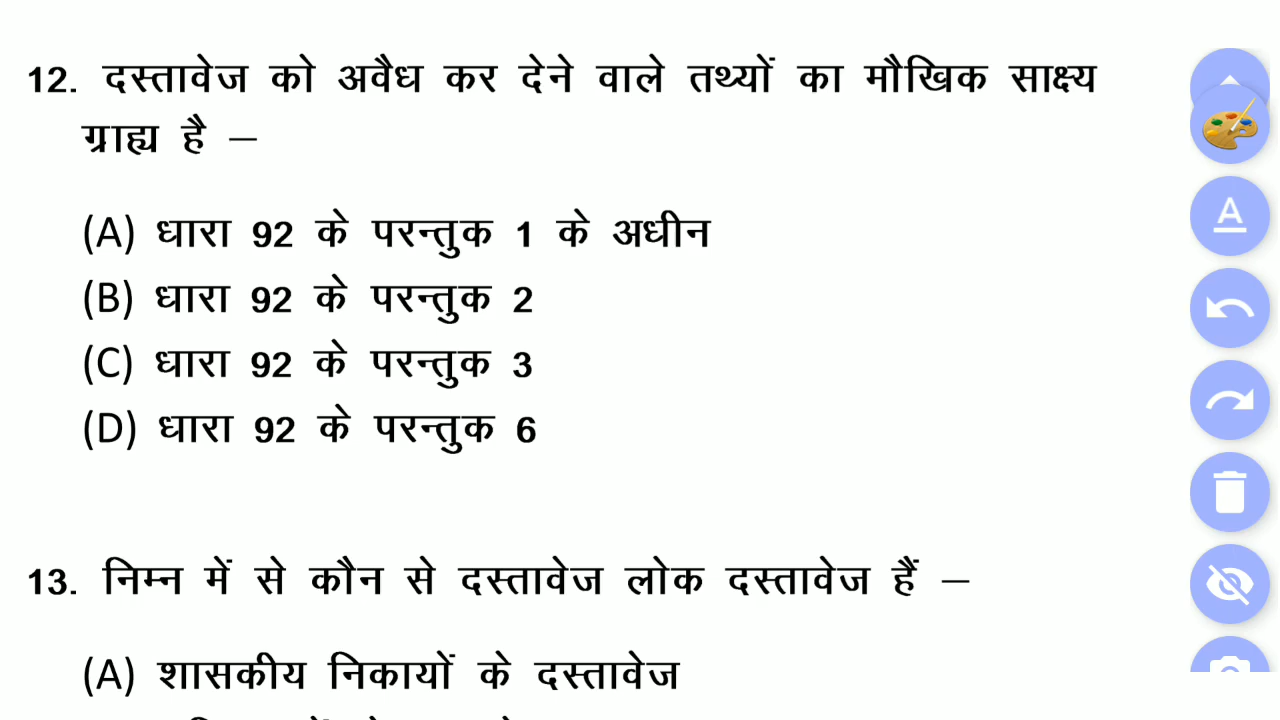 12. दस्तावेज को अवैध कर देने वाले तथ्यों का मौखिक साक्ष्य
ग्राह्य है –
(A) धारा 92 के परन्तुक 1 के अधीन
(B) धारा 92 के परन्तुक 2
(C) धारा 92 के परन्तुक 3
(D) धारा 92 के परन्तुक 6
13. निम्न में से कौन से दस्तावेज लोक दस्तावेज हैं –
(A) शासकीय निकायों के दस्तावेज